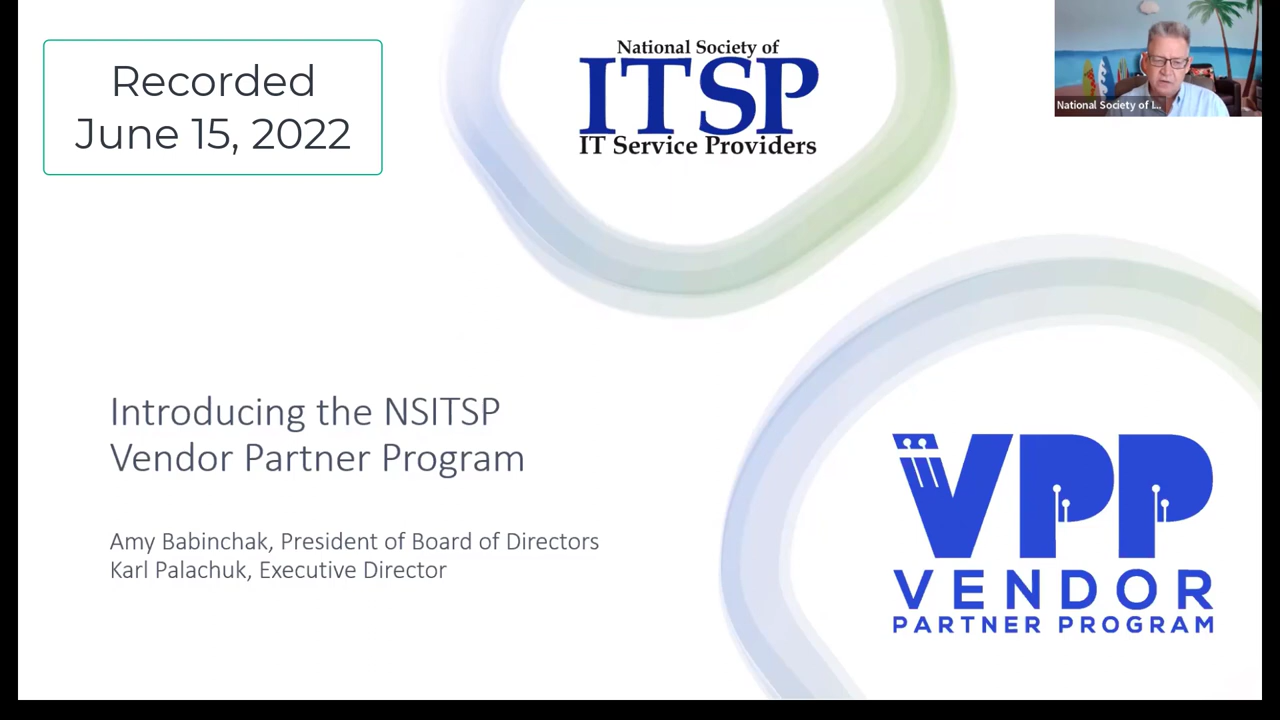 Recorded
June 15, 2022
National Society of
ITSP
IT Service Providers
National Society of I...
Introducing the NSITSP
Vendor Partner Program
Amy Babinchak, President of Board of Directors
Karl Palachuk, Executive Director
VPP
VENDOR
PARTNER PROGRAM